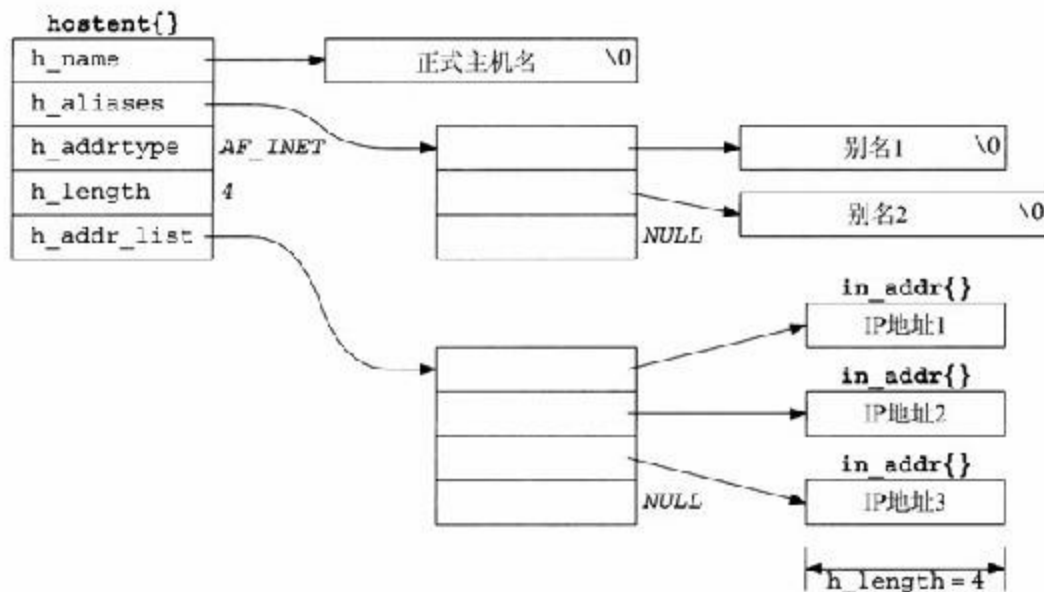 hostent{}
h_name
正式主机名 \0
h_aliases
h_addrtype AF_INET
别名1 \0
h_length 4
别名2 \0
h_addr_list
NULL
in_addr{}
IP地址1
in_addr{}
IP地址2
in_addr{}
NULL
IP地址3
h_length = 4